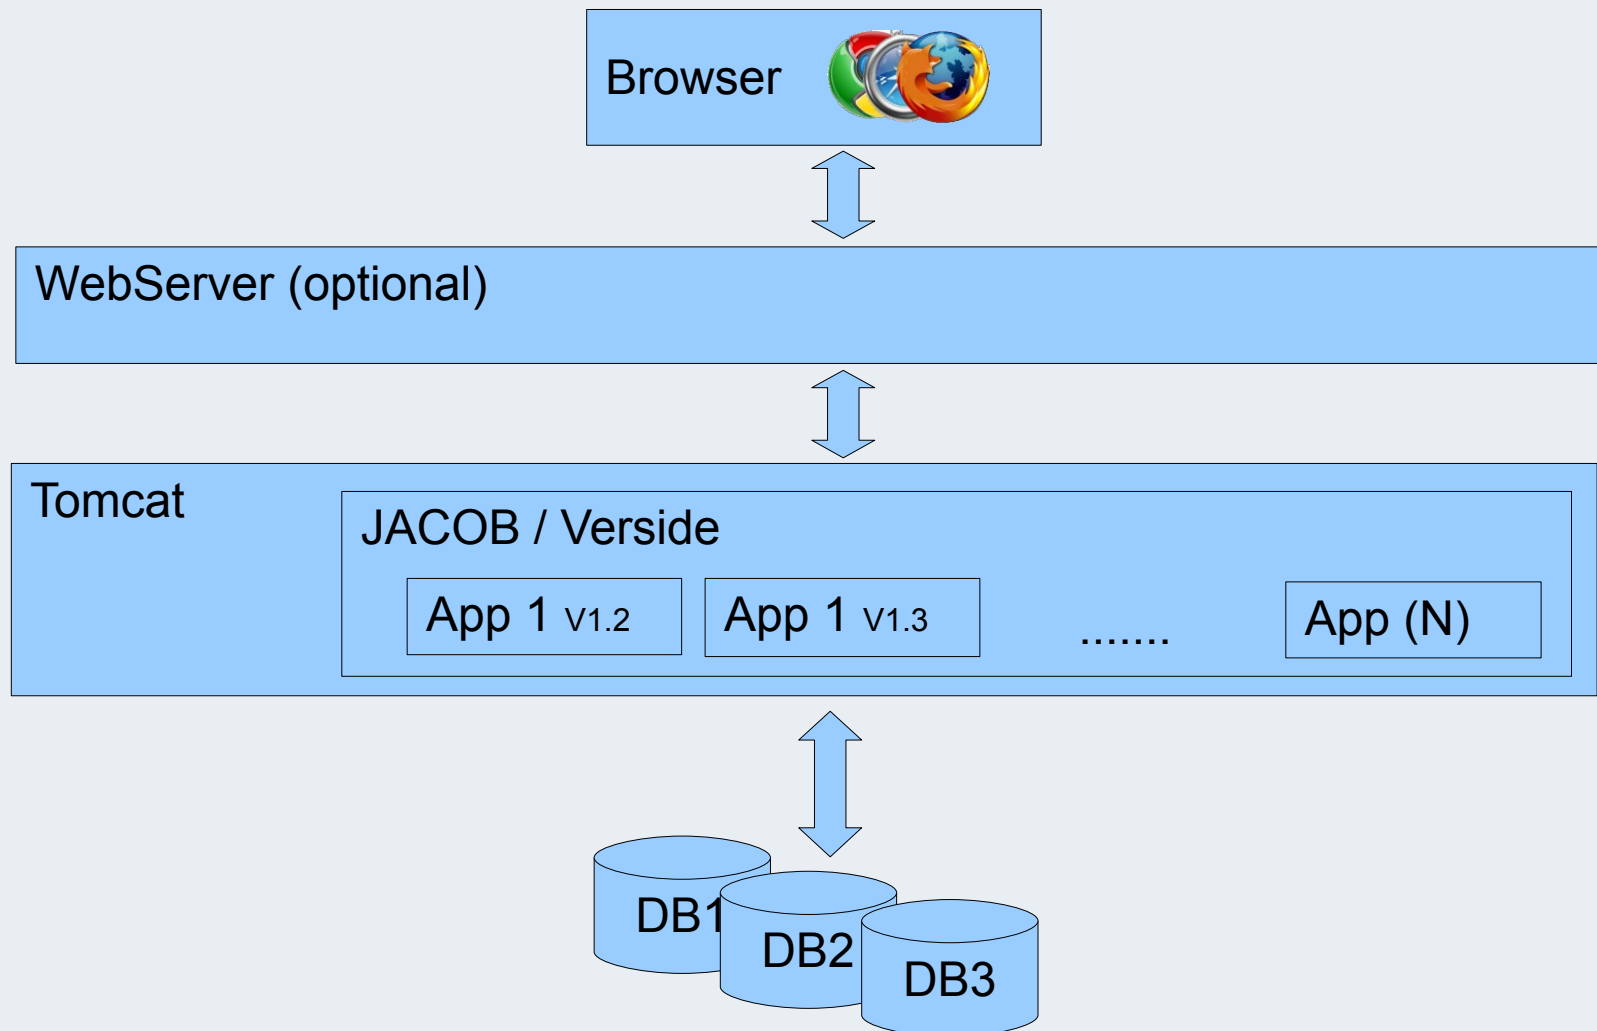 Browser
WebServer (optional)
Tomcat
JACOB / Verside
App 1 V1.2
App 1 V1.3
.......
App (N)
DB1
DB2
DB3